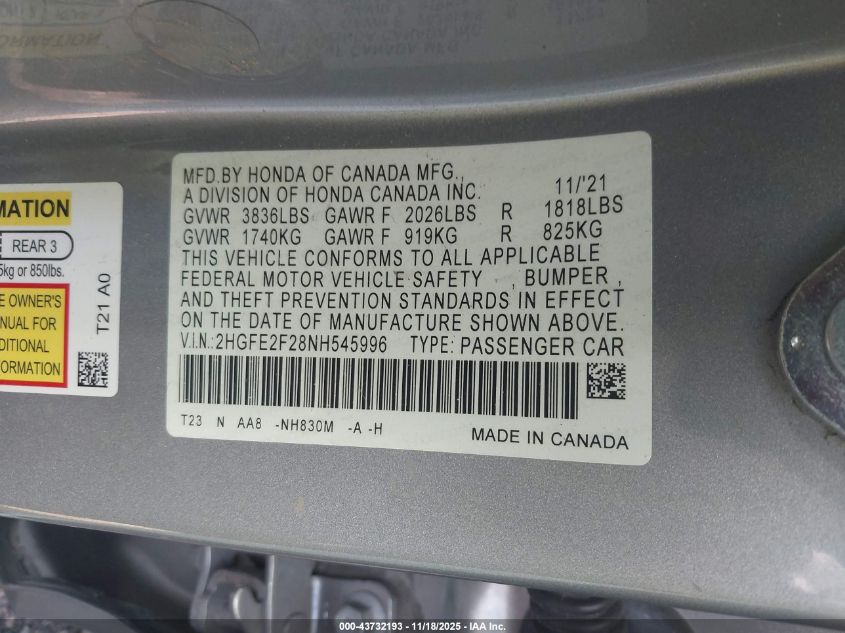 MFD.BY HONDA OF CANADA MFG.,
A DIVISION OF HONDA CANADA INC. 11/'21
GVWR 3836LBS GAWR F 2026LBS R 1818LBS
GVWR 1740KG GAWR F 919KG R 825KG
THIS VEHICLE CONFORMS TO ALL APPLICABLE
FEDERAL MOTOR VEHICLE SAFETY , BUMPER ,
AND THEFT PREVENTION STANDARDS IN EFFECT
ON THE DATE OF MANUFACTURE SHOWN ABOVE.
V.I.N.: 2HGFE2F28NH545996 TYPE: PASSENGER CAR
T23 N AA8 -NH830M -A -H
MADE IN CANADA
MATION
REAR 3
5kg or 850lbs.
E OWNER'S
NUAL FOR
DITIONAL
FORMATION
T21 A0
000-43732193 - 11/18/2025 - IAA Inc.